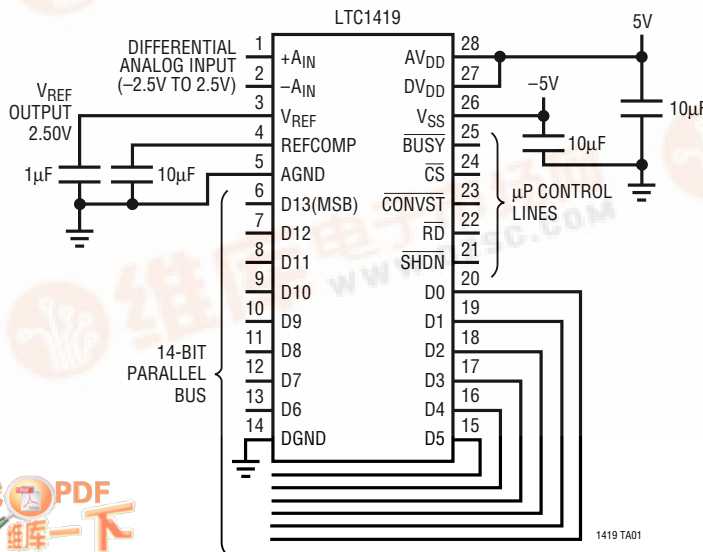 LTC1419
DIFFERENTIAL
ANALOG INPUT
(–2.5V TO 2.5V)
VREF
OUTPUT
2.50V
1µF
10µF
1 +AIN
2 –AIN
3 VREF
4 REFCOMP
5 AGND
6 D13(MSB)
7 D12
8 D11
9 D10
10 D9
11 D8
12 D7
13 D6
14 DGND
14-BIT
PARALLEL
BUS
AVDD 28
DVDD 27
VSS 26
BUSY 25
CS 24
CONVST 23
RD 22
SHDN 21
D0 20
D1 19
D2 18
D3 17
D4 16
D5 15
5V
–5V
10µF
10µF
µP CONTROL
LINES
1419 TA01
PDF
维库一下